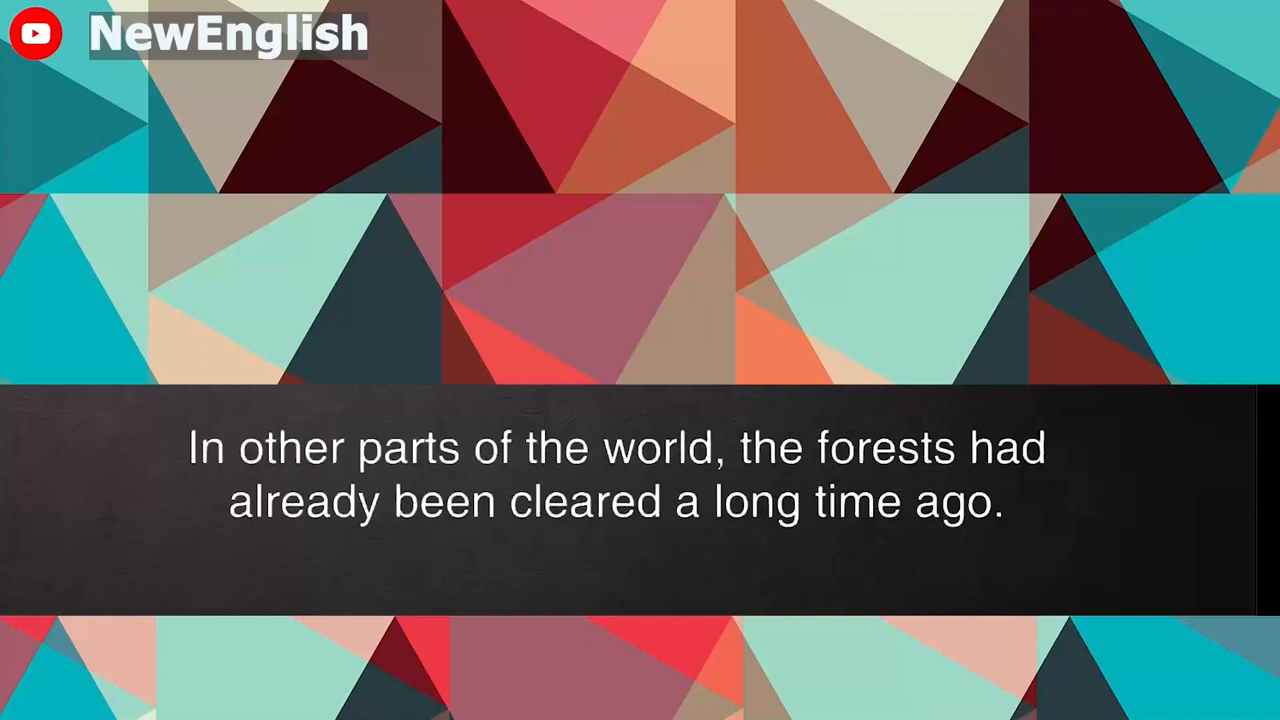 NewEnglish
In other parts of the world, the forests had
already been cleared a long time ago.